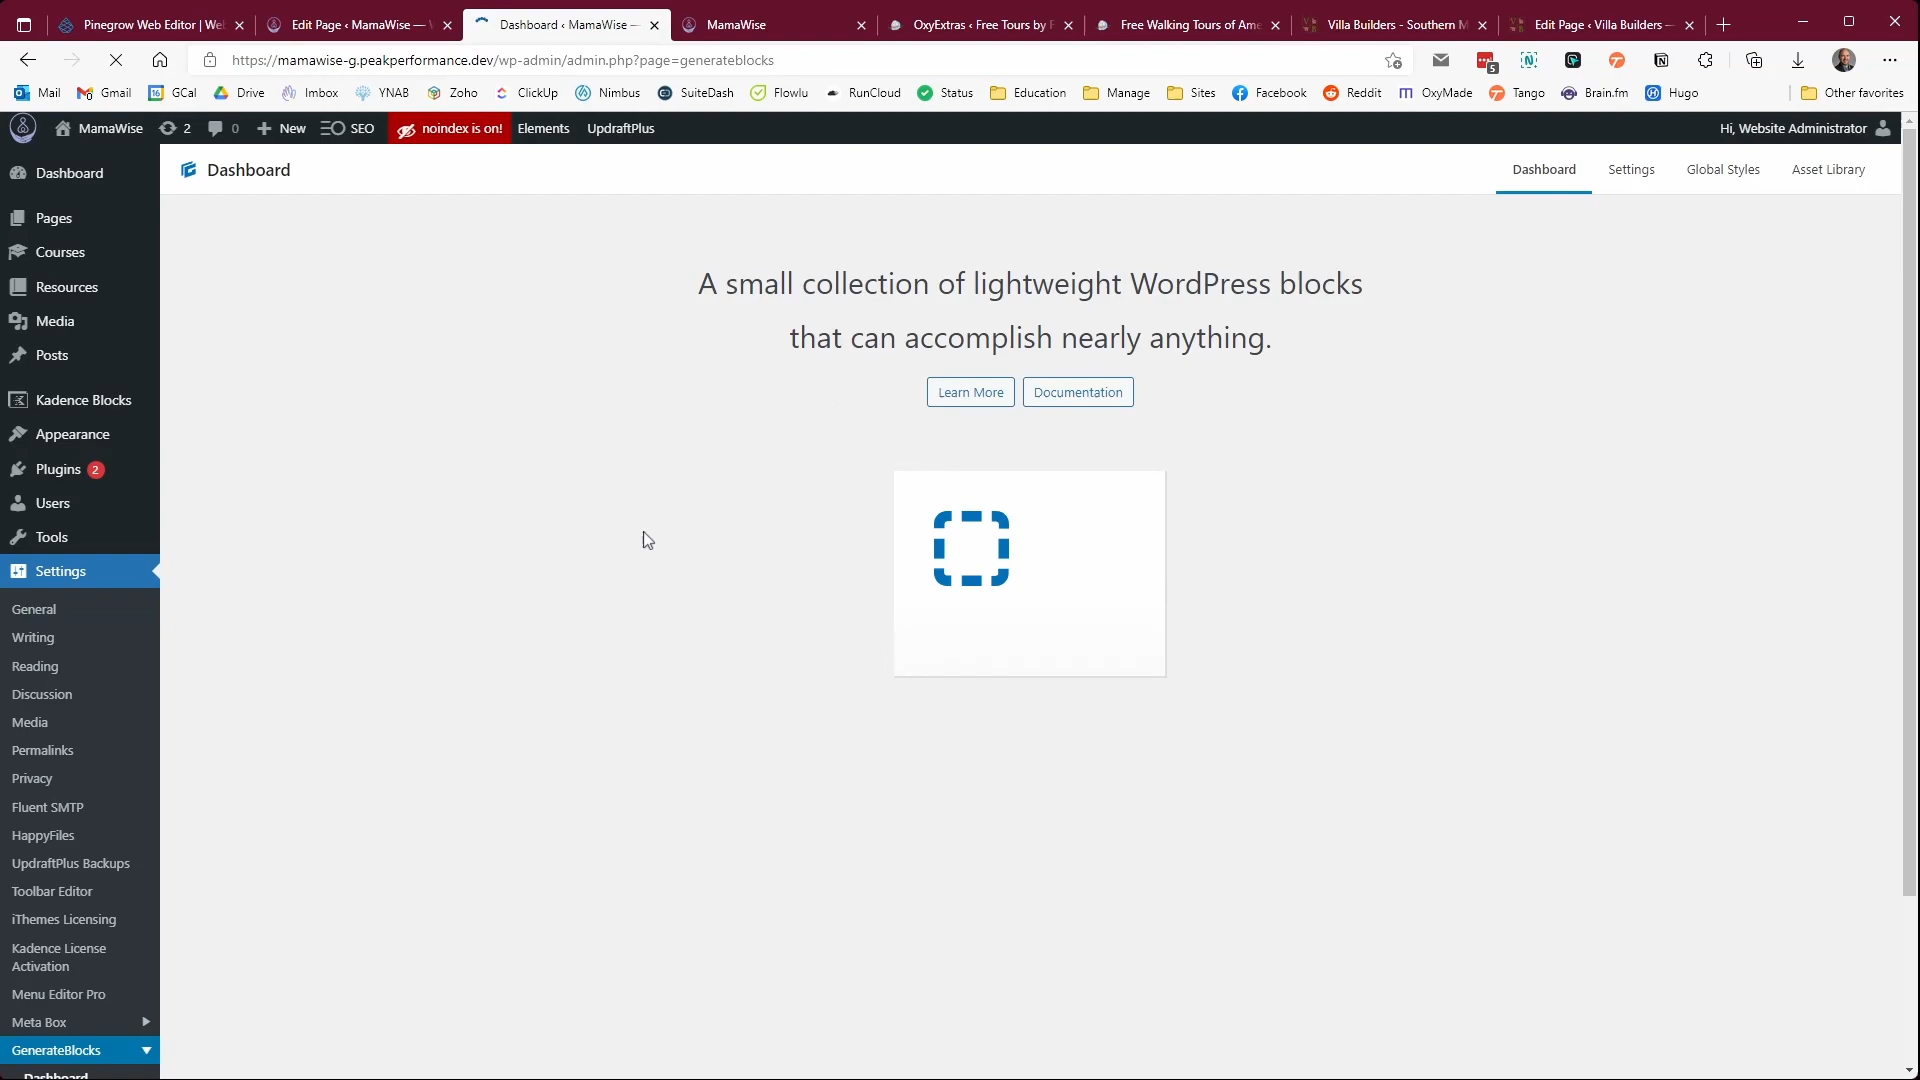 Pinegrow Web Editor | We
Edit Page ‹ MamaWise —
Dashboard ‹ MamaWise —
MamaWise
OxyExtras ‹ Free Tours by F
Free Walking Tours of Ame
Villa Builders - Southern M
Edit Page ‹ Villa Builders —
https://mamawise-g.peakperformance.dev/wp-admin/admin.php?page=generateblocks
5
Mail
Gmail
16
GCal
Drive
Imbox
YNAB
Zoho
ClickUp
Nimbus
SuiteDash
Flowlu
RunCloud
Status
Education
Manage
Sites
Facebook
Reddit
OxyMade
Tango
Brain.fm
Hugo
Other favorites
MamaWise
2
0
New
SEO
noindex is on!
Elements
UpdraftPlus
Hi, Website Administrator
Dashboard
Dashboard
Settings
Global Styles
Asset Library
Dashboard
Pages
Courses
Resources
Media
Posts
Kadence Blocks
Appearance
Plugins 2
Users
Tools
Settings
General
Writing
Reading
Discussion
Media
Permalinks
Privacy
Fluent SMTP
HappyFiles
UpdraftPlus Backups
Toolbar Editor
iThemes Licensing
Kadence License
Activation
Menu Editor Pro
Meta Box
GenerateBlocks
Dashboard
A small collection of lightweight WordPress blocks
that can accomplish nearly anything.
Learn More
Documentation